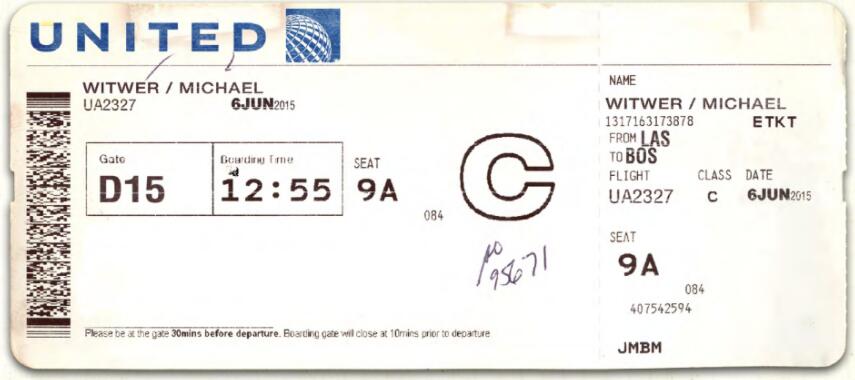 UNITED
WITWER / MICHAEL
UA2327 6JUN2015
Gate
D15
Boarding Time
12:55
SEAT
9A
084
C
95671
Please be at the gate 30mins before departure. Boarding gate will close at 10mins prior to departure
NAME
WITWER / MICHAEL
1317163173878 ETKT
FROM LAS
TO BOS
FLIGHT CLASS DATE
UA2327 C 6JUN2015
SEAT
9A
084
407542594
JMBM